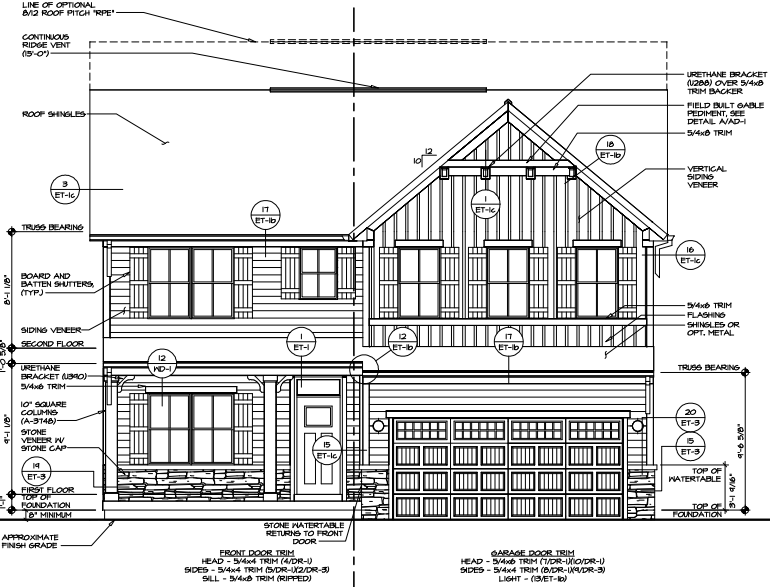 LINE OF OPTIONAL
8/12 ROOF PITCH "RPE"
CONTINUOUS
RIDGE VENT
(15'-0")
ROOF SHINGLES
3
ET-1c
TRUSS BEARING
8'-1 1/8"
BOARD AND
BATTEN SHUTTERS,
(TYP.)
SIDING VENEER
SECOND FLOOR
URETHANE
BRACKET (U390)
5/4x6 TRIM
10" SQUARE
COLUMNS
(A-3748)
9'-1 1/8"
STONE
VENEER W/
STONE CAP
19
ET-3
FIRST FLOOR
TOP OF
FOUNDATION
8" MINIMUM
APPROXIMATE
FINISH GRADE
17
ET-1b
12
10
1
ET-1c
18
ET-1b
URETHANE BRACKET
(U288) OVER 5/4x8
TRIM BACKER
FIELD BUILT GABLE
PEDIMENT, SEE
DETAIL A/AD-1
5/4x8 TRIM
VERTICAL
SIDING
VENEER
16
ET-1c
5/4x6 TRIM
FLASHING
SHINGLES OR
OPT. METAL
12
WD-1
1
ET-1
12
ET-1b
17
ET-1b
15
ET-1c
TRUSS BEARING
20
ET-3
15
ET-3
9'-6 5/8"
TOP OF
WATERTABLE
3'-1 9/16"
TOP OF
FOUNDATION
STONE WATERTABLE
RETURNS TO FRONT
DOOR
FRONT DOOR TRIM
HEAD - 5/4x4 TRIM (4/DR-1)
SIDES - 5/4x4 TRIM (5/DR-1)(2/DR-3)
SILL - 5/4x8 TRIM (RIPPED)
GARAGE DOOR TRIM
HEAD - 5/4x6 TRIM (7/DR-1)(10/DR-1)
SIDES - 5/4x4 TRIM (8/DR-1)(9/DR-3)
LIGHT - (13/ET-1b)